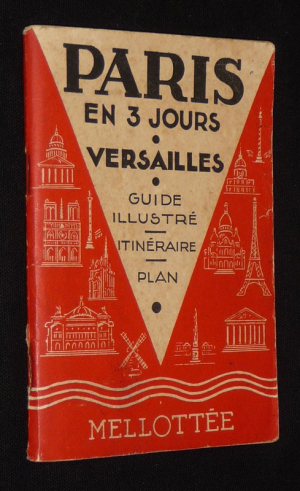 PARIS
EN 3 JOURS
VERSAILLES
GUIDE
ILLUSTRÉ
ITINÉRAIRE
PLAN
MELLOTTÉE